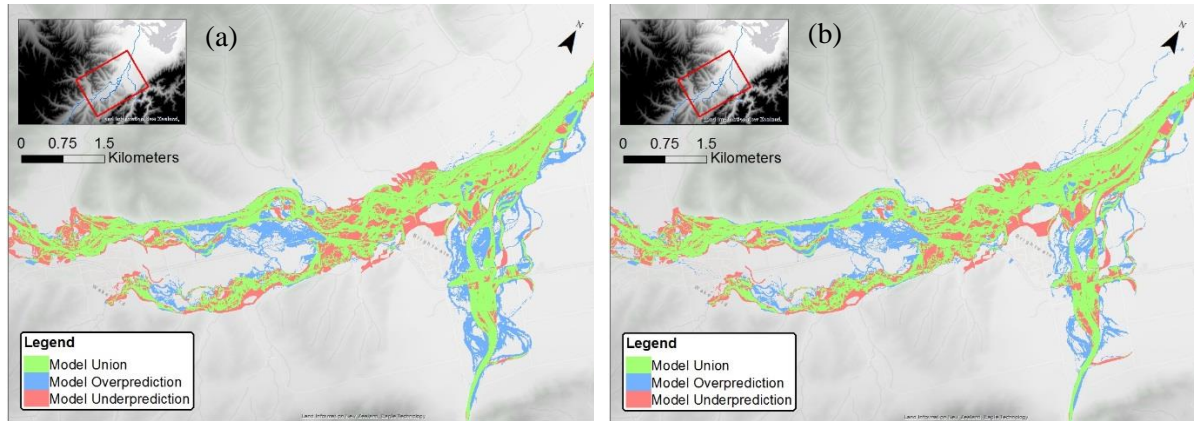 (a)
N
0 0.75 1.5
Kilometers
Legend
Model Union
Model Overprediction
Model Underprediction
(b)
N
0 0.75 1.5
Kilometers
Legend
Model Union
Model Overprediction
Model Underprediction